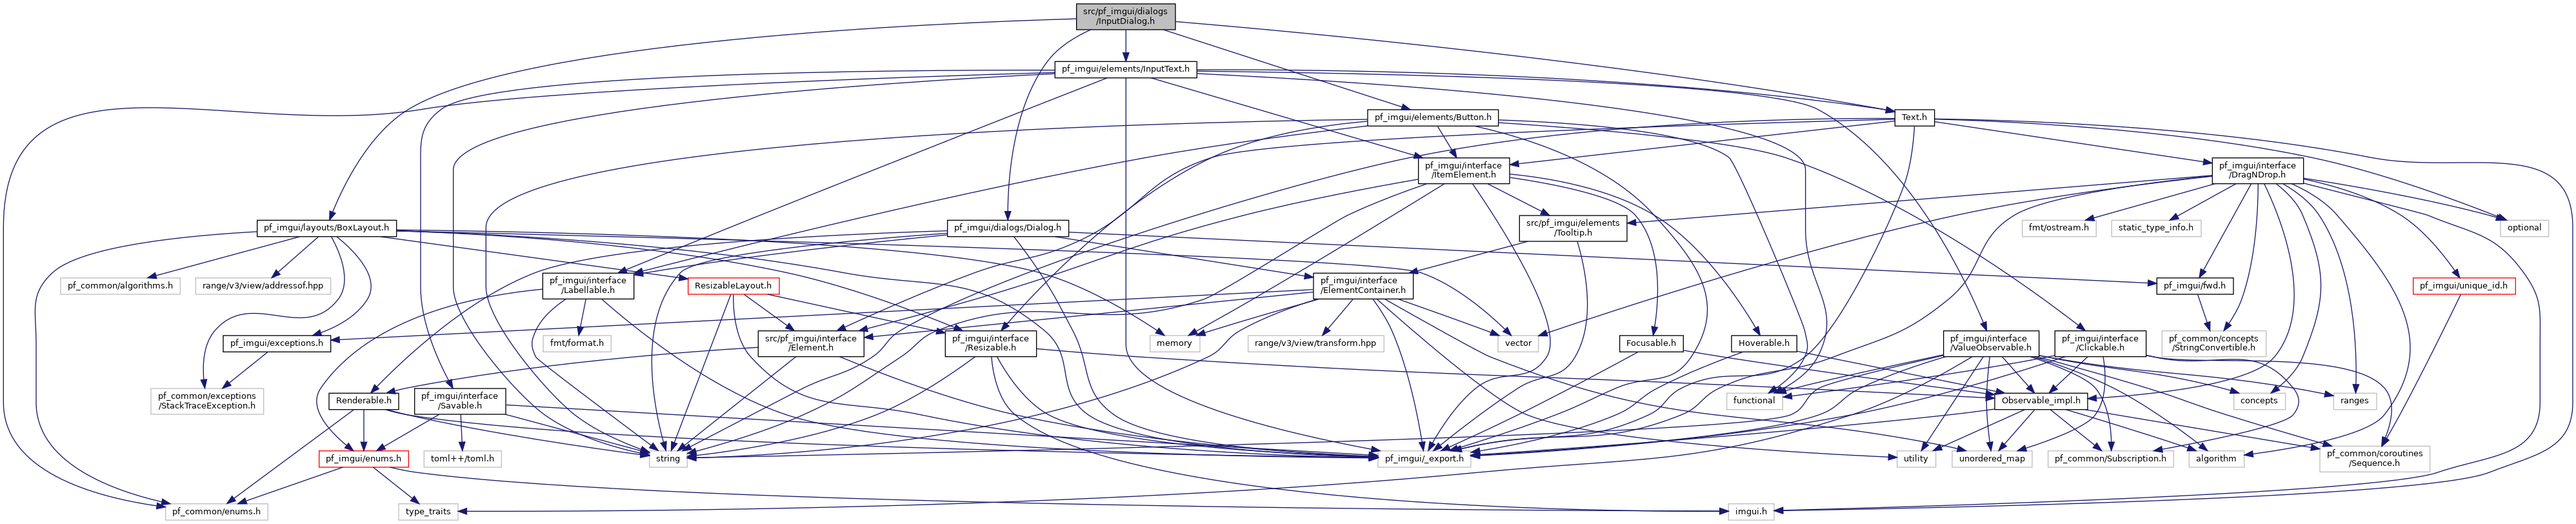 src/pf_imgui/dialogs
/InputDialog.h
pf_imgui/elements/InputText.h
pf_imgui/elements/Button.h
Text.h
pf_imgui/interface
/ItemElement.h
pf_imgui/interface
/DragNDrop.h
pf_imgui/layouts/BoxLayout.h
pf_imgui/dialogs/Dialog.h
src/pf_imgui/elements
/Tooltip.h
fmt/ostream.h
static_type_info.h
optional
pf_common/algorithms.h
range/v3/view/addressof.hpp
pf_imgui/interface
/Labellable.h
ResizableLayout.h
pf_imgui/interface
/ElementContainer.h
pf_imgui/fwd.h
pf_imgui/unique_id.h
pf_imgui/exceptions.h
fmt/format.h
src/pf_imgui/interface
/Element.h
pf_imgui/interface
/Resizable.h
memory
range/v3/view/transform.hpp
vector
Focusable.h
Hoverable.h
pf_imgui/interface
/ValueObservable.h
pf_imgui/interface
/Clickable.h
pf_common/concepts
/StringConvertible.h
pf_common/exceptions
/StackTraceException.h
Renderable.h
pf_imgui/interface
/Savable.h
functional
Observable_impl.h
concepts
ranges
pf_imgui/enums.h
toml++/toml.h
string
pf_imgui/_export.h
utility
unordered_map
pf_common/Subscription.h
algorithm
pf_common/coroutines
/Sequence.h
pf_common/enums.h
type_traits
imgui.h